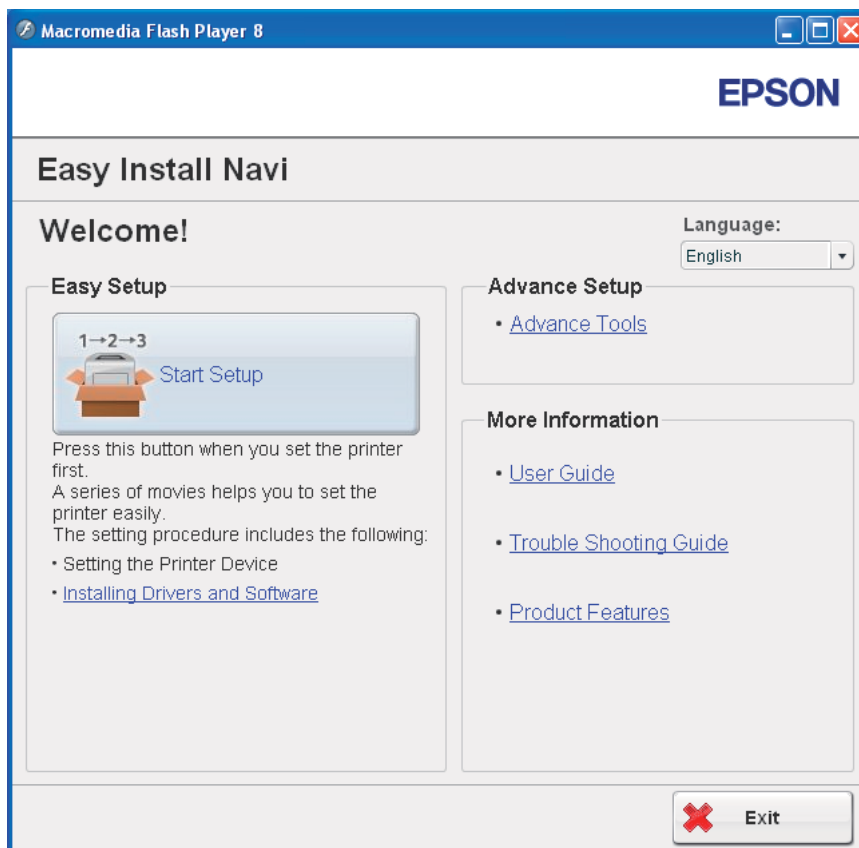 Macromedia Flash Player 8
EPSON
Easy Install Navi
Welcome!
Language:
English
Easy Setup
1→2→3
Start Setup
Press this button when you set the printer
first.
A series of movies helps you to set the
printer easily.
The setting procedure includes the following:
• Setting the Printer Device
• Installing Drivers and Software
Advance Setup
• Advance Tools
More Information
• User Guide
• Trouble Shooting Guide
• Product Features
Exit